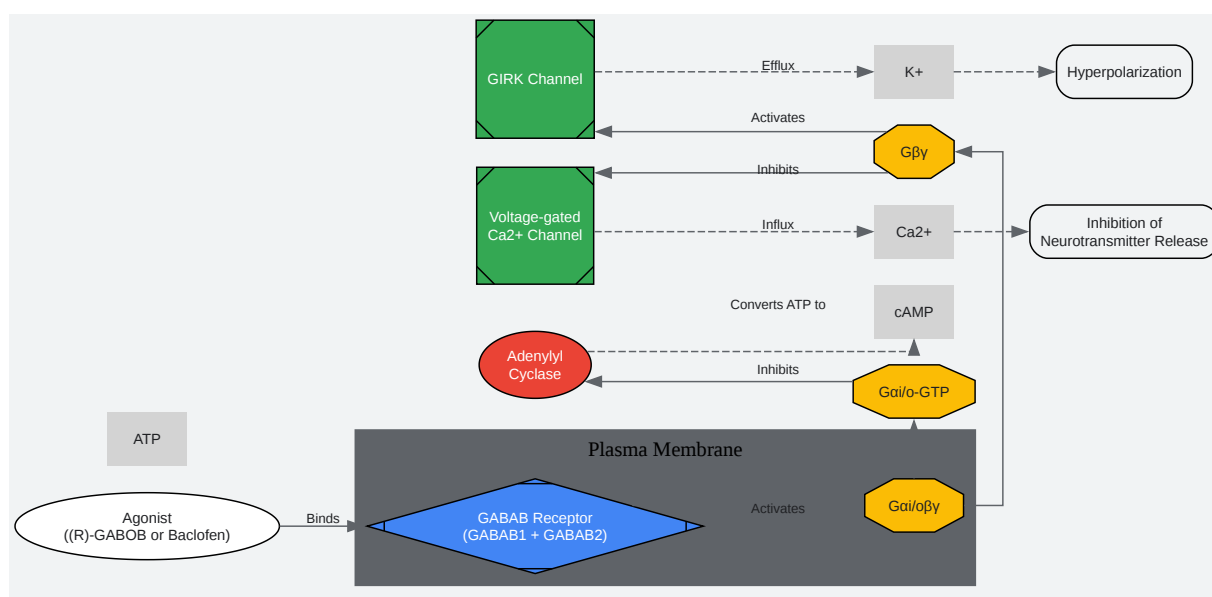 GIRK Channel
Efflux
K+
Hyperpolarization
Activates
Gβγ
Inhibits
Voltage-gated
Ca2+ Channel
Influx
Ca2+
Inhibition of
Neurotransmitter Release
Converts ATP to
cAMP
Adenylyl
Cyclase
Inhibits
Gαi/o-GTP
ATP
Plasma Membrane
Agonist
((R)-GABOB or Baclofen)
Binds
GABAB Receptor
(GABAB1 + GABAB2)
Activates
Gαi/oβγ